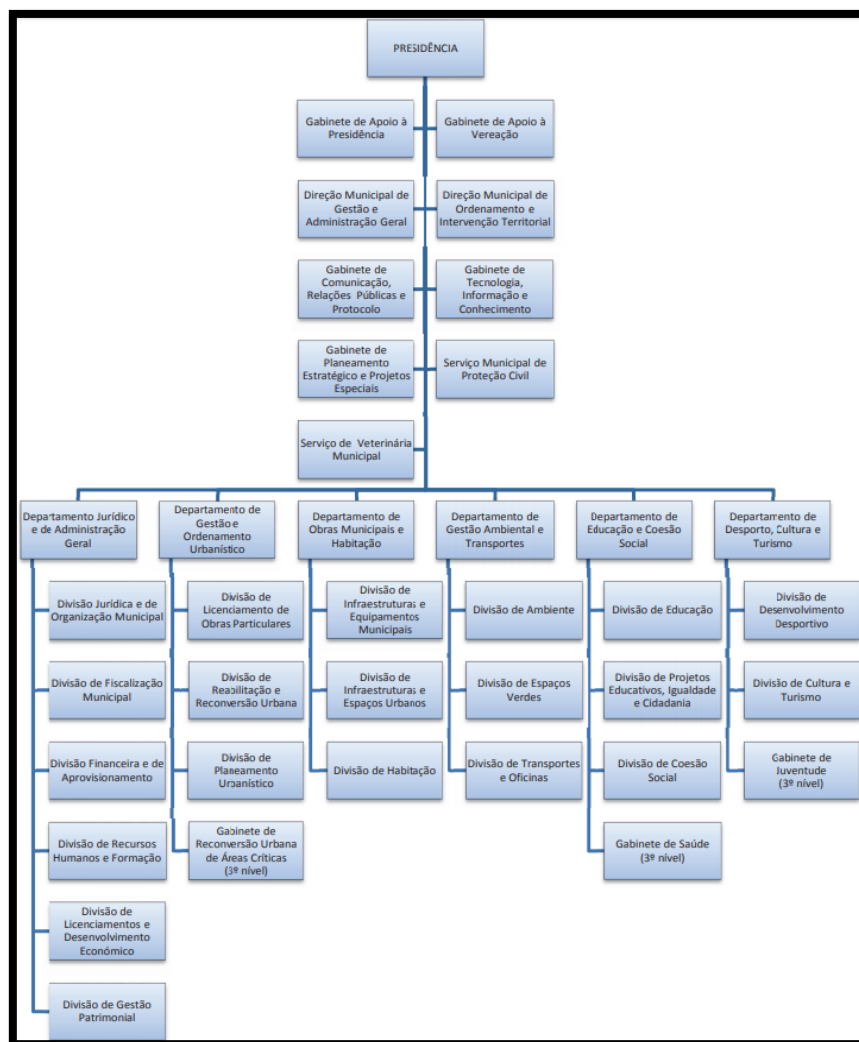 PRESIDÊNCIA
Gabinete de Apoio à
Presidência
Gabinete de Apoio à
Vereação
Direção Municipal de
Gestão e
Administração Geral
Direção Municipal de
Ordenamento e
Intervenção Territorial
Gabinete de
Comunicação,
Relações Públicas e
Protocolo
Gabinete de
Tecnologia,
Informação e
Conhecimento
Gabinete de
Planeamento
Estratégico e Projetos
Especiais
Serviço Municipal de
Proteção Civil
Serviço de Veterinária
Municipal
Departamento Jurídico
e de Administração
Geral
Departamento de
Gestão e
Ordenamento
Urbanístico
Departamento de
Obras Municipais e
Habitação
Departamento de
Gestão Ambiental e
Transportes
Departamento de
Educação e Coesão
Social
Departamento de
Desporto, Cultura e
Turismo
Divisão Jurídica e de
Organização Municipal
Divisão de
Licenciamento de
Obras Particulares
Divisão de
Infraestruturas e
Equipamentos
Municipais
Divisão de Ambiente
Divisão de Educação
Divisão de
Desenvolvimento
Desportivo
Divisão de Fiscalização
Municipal
Divisão de
Reabilitação e
Reconversão Urbana
Divisão de
Infraestruturas e
Espaços Urbanos
Divisão de Espaços
Verdes
Divisão de Projetos
Educativos, Igualdade
e Cidadania
Divisão de Cultura e
Turismo
Divisão Financeira e de
Aprovisionamento
Divisão de
Planeamento
Urbanístico
Divisão de Habitação
Divisão de Transportes
e Oficinas
Divisão de Coesão
Social
Gabinete de
Juventude
(3º nível)
Divisão de Recursos
Humanos e Formação
Gabinete de
Reconversão Urbana
de Áreas Críticas
(3º nível)
Gabinete de Saúde
(3º nível)
Divisão de
Licenciamentos e
Desenvolvimento
Económico
Divisão de Gestão
Patrimonial